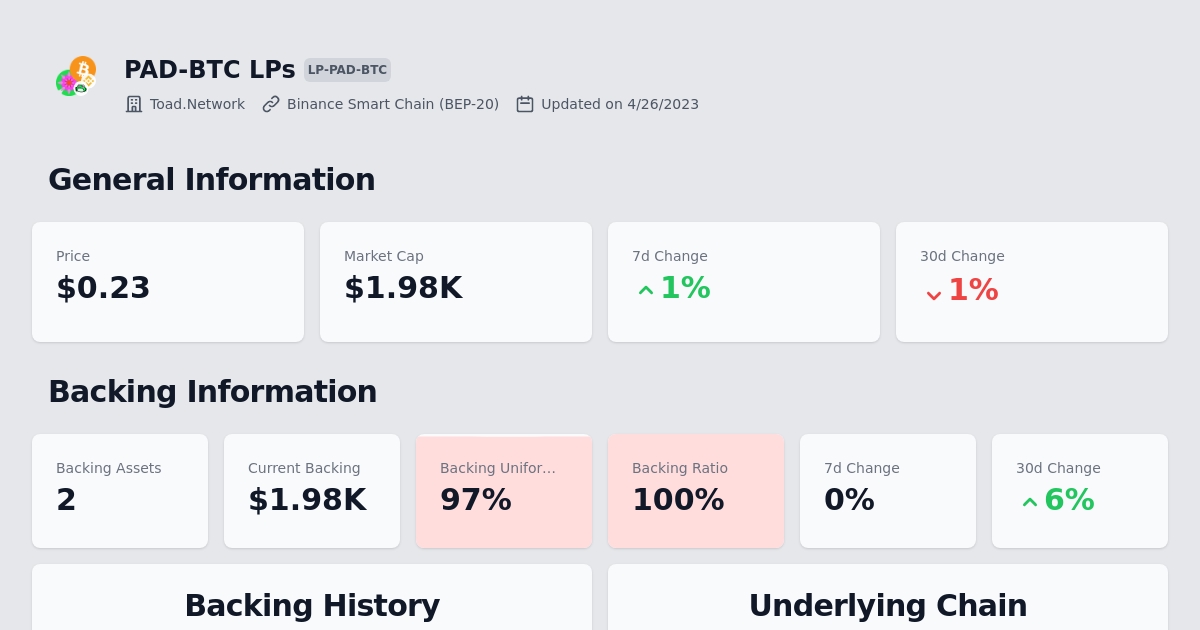 PAD-BTC LPs LP-PAD-BTC
Toad.Network Binance Smart Chain (BEP-20) Updated on 4/26/2023
General Information
Price Market Cap 7d Change 30d Change
$0.23 $1.98K 1% 1%
Backing Information
Backing Assets Current Backing Backing Unifor... Backing Ratio 7d Change 30d Change
2 $1.98K 97% 100% 0% 6%
Backing History Underlying Chain